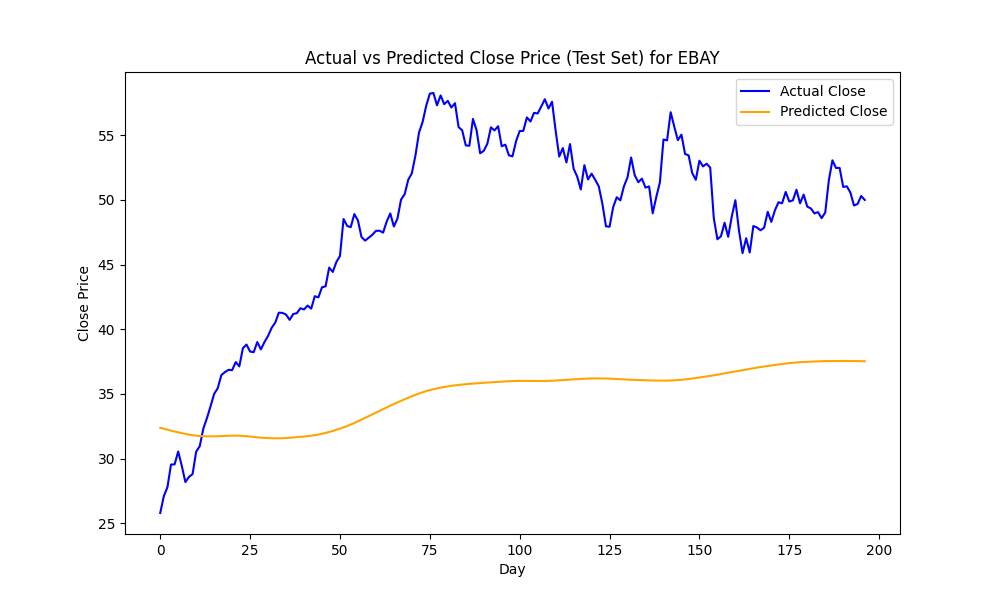 Actual vs Predicted Close Price (Test Set) for EBAY
Actual Close
Predicted Close
Close Price
55
50
45
40
35
30
25
0 25 50 75 100 125 150 175 200
Day